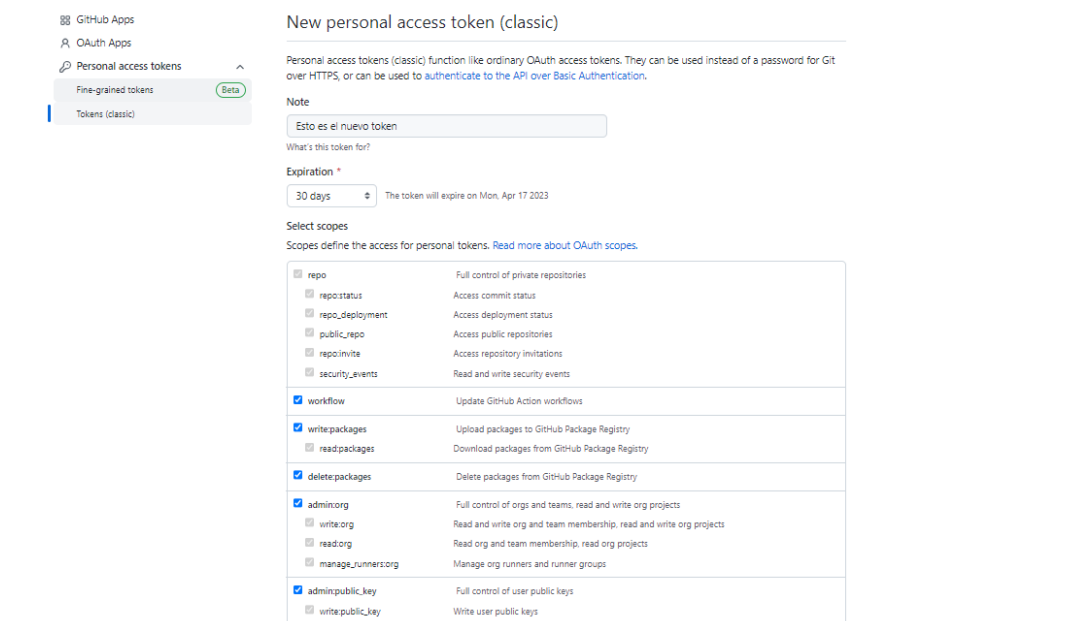 GitHub Apps
OAuth Apps
Personal access tokens
Fine-grained tokens Beta
Tokens (classic)
New personal access token (classic)
Personal access tokens (classic) function like ordinary OAuth access tokens. They can be used instead of a password for Git
over HTTPS, or can be used to authenticate to the API over Basic Authentication.
Note
Esto es el nuevo token
What's this token for?
Expiration *
30 days The token will expire on Mon, Apr 17 2023
Select scopes
Scopes define the access for personal tokens. Read more about OAuth scopes.
repo Full control of private repositories
repo:status Access commit status
repo_deployment Access deployment status
public_repo Access public repositories
repo:invite Access repository invitations
security_events Read and write security events
workflow Update GitHub Action workflows
write:packages Upload packages to GitHub Package Registry
read:packages Download packages from GitHub Package Registry
delete:packages Delete packages from GitHub Package Registry
admin:org Full control of orgs and teams, read and write org projects
write:org Read and write org and team membership, read and write org projects
read:org Read org and team membership, read org projects
manage_runners:org Manage org runners and runner groups
admin:public_key Full control of user public keys
write:public_key Write user public keys